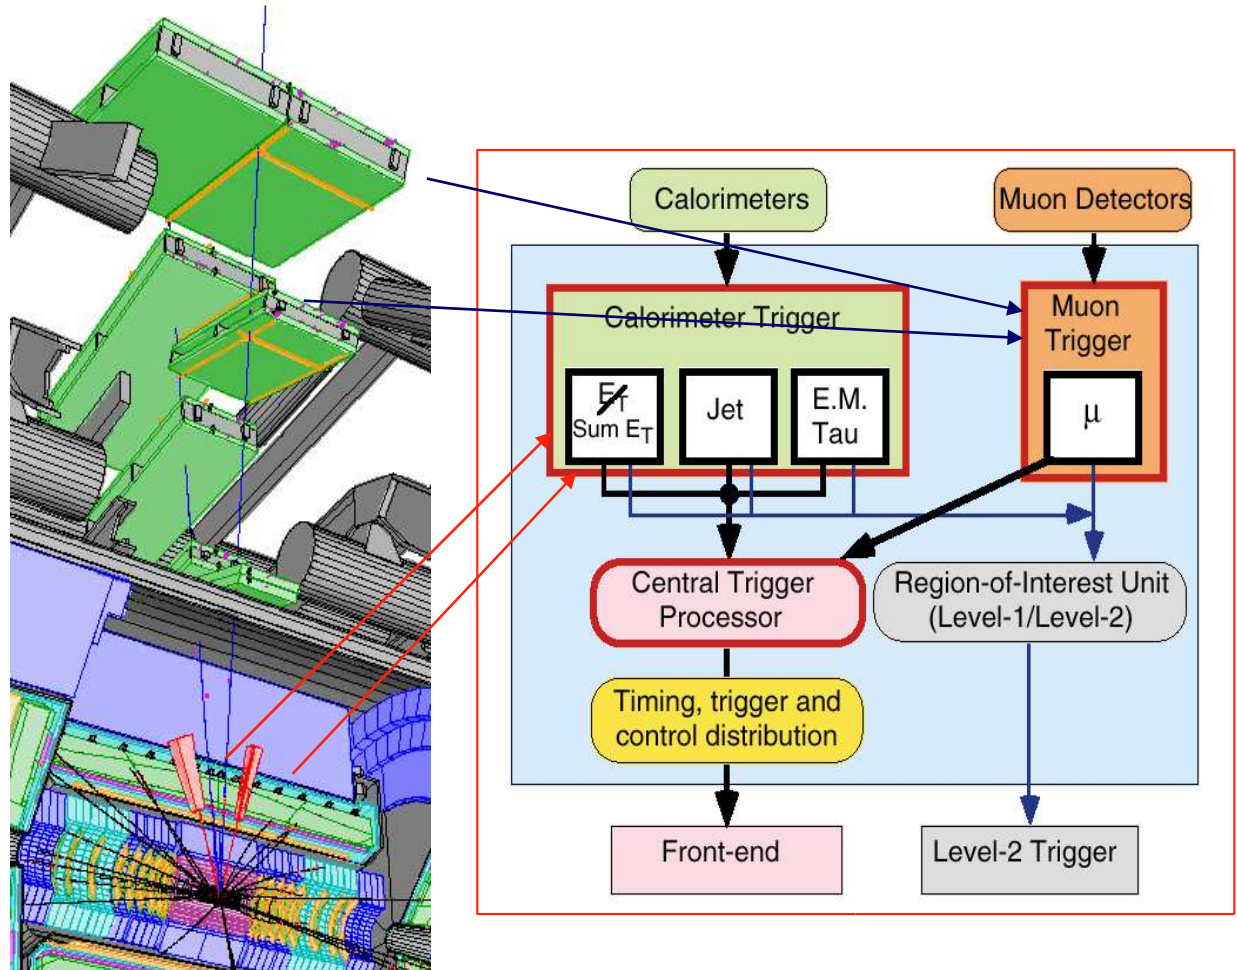 Calorimeters
Muon Detectors
Calorimeter Trigger
Muon
Trigger
E̸T
Sum ET
Jet
E.M.
Tau
μ
Central Trigger
Processor
Region-of-Interest Unit
(Level-1/Level-2)
Timing, trigger and
control distribution
Front-end
Level-2 Trigger